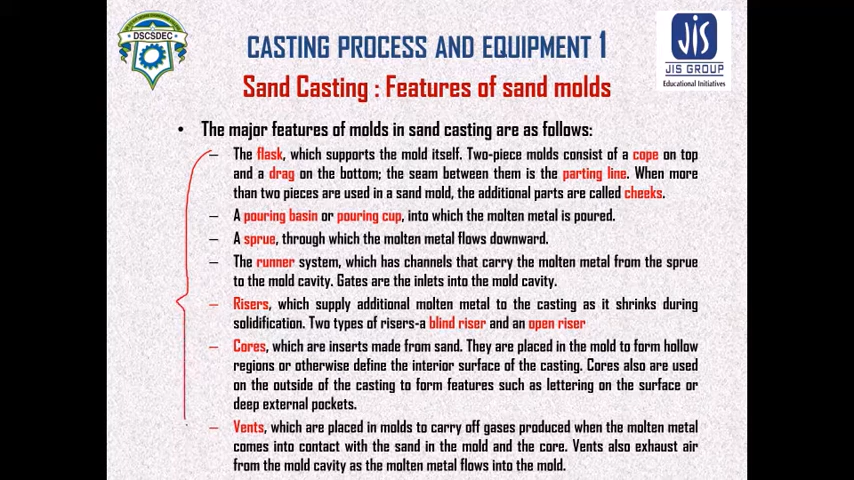 DSCSDEC
CASTING PROCESS AND EQUIPMENT 1
JIS
JIS GROUP
Educational Initiatives
Sand Casting : Features of sand molds
• The major features of molds in sand casting are as follows:
– The flask, which supports the mold itself. Two-piece molds consist of a cope on top
and a drag on the bottom; the seam between them is the parting line. When more
than two pieces are used in a sand mold, the additional parts are called cheeks.
– A pouring basin or pouring cup, into which the molten metal is poured.
– A sprue, through which the molten metal flows downward.
– The runner system, which has channels that carry the molten metal from the sprue
to the mold cavity. Gates are the inlets into the mold cavity.
– Risers, which supply additional molten metal to the casting as it shrinks during
solidification. Two types of risers-a blind riser and an open riser
– Cores, which are inserts made from sand. They are placed in the mold to form hollow
regions or otherwise define the interior surface of the casting. Cores also are used
on the outside of the casting to form features such as lettering on the surface or
deep external pockets.
– Vents, which are placed in molds to carry off gases produced when the molten metal
comes into contact with the sand in the mold and the core. Vents also exhaust air
from the mold cavity as the molten metal flows into the mold.